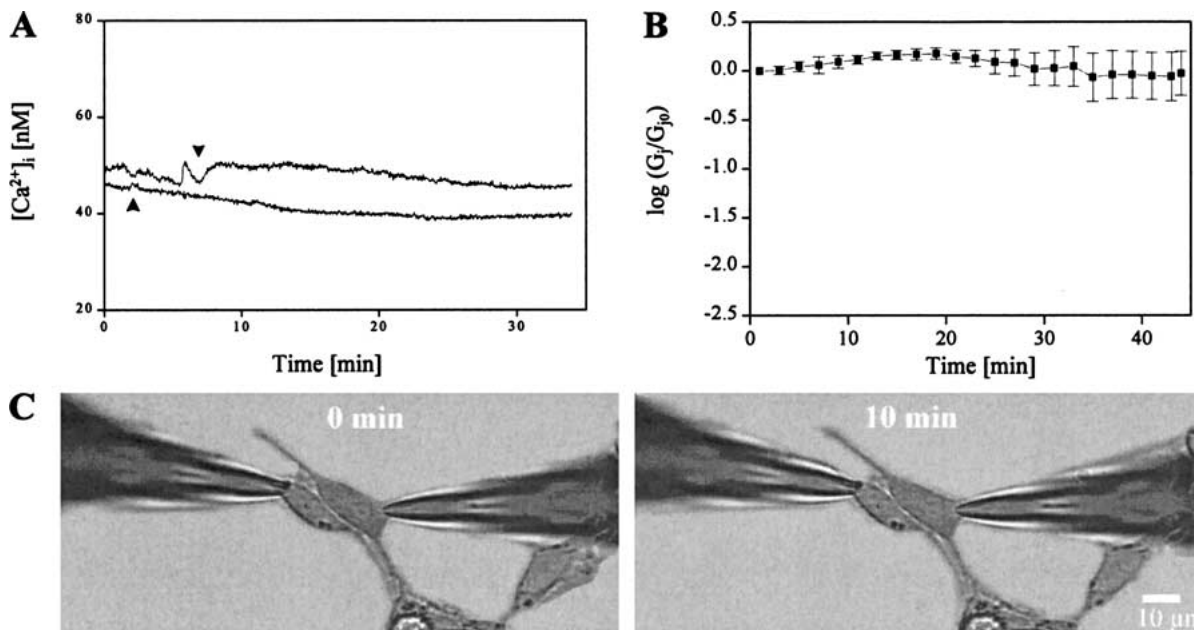 A
80
60
40
20
[Ca²⁺]ᵢ [nM]
0 10 20 30
Time [min]
B
0.5
0.0
-0.5
-1.0
-1.5
-2.0
-2.5
log (Gⱼ/Gⱼ₀)
0 10 20 30 40
Time [min]
C
0 min
10 min
10 µm